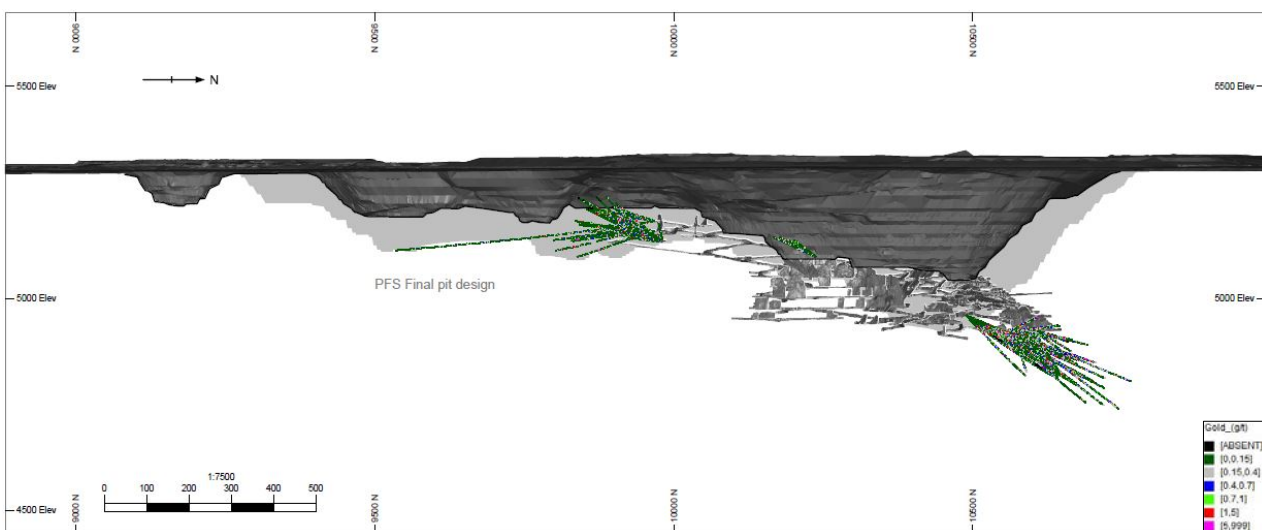 9000 N
9500 N
10000 N
10500 N
5500 Elev
5500 Elev
N
PFS Final pit design
5000 Elev
5000 Elev
1:7500
0 100 200 300 400 500
Gold_(g/t)
[ABSENT]
[0,0.15]
[0.15,0.4]
[0.4,0.7]
[0.7,1]
[1,5]
[5,999]
4500 Elev
4500 Elev
9000 N
9500 N
10000 N
10500 N